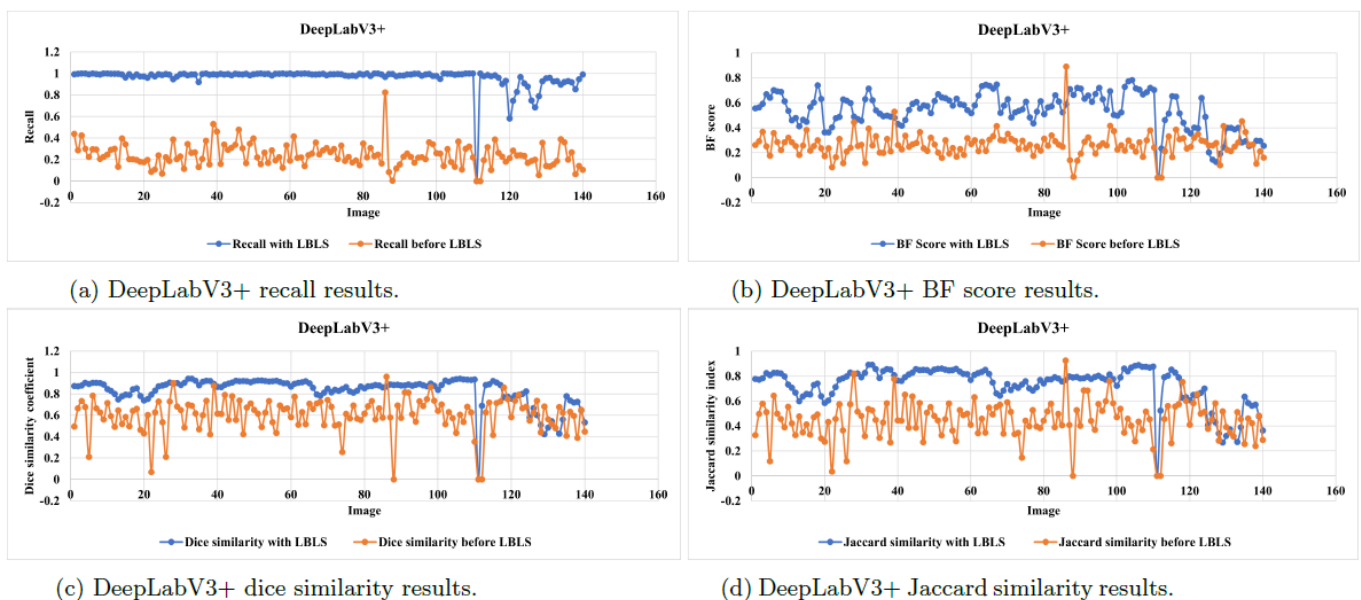 DeepLabV3+
1.2
1
0.8
0.6
0.4
0.2
0
-0.2
Recall
0 20 40 60 80 100 120 140 160
Image
Recall with LBLS Recall before LBLS
(a) DeepLabV3+ recall results.
DeepLabV3+
1
0.8
0.6
0.4
0.2
0
-0.2
BF score
0 20 40 60 80 100 120 140 160
Image
BF Score with LBLS BF Score before LBLS
(b) DeepLabV3+ BF score results.
DeepLabV3+
1.2
1
0.8
0.6
0.4
0.2
0
-0.2
Dice similarity coefficient
0 20 40 60 80 100 120 140 160
Image
Dice similarity with LBLS Dice similarity before LBLS
(c) DeepLabV3+ dice similarity results.
DeepLabV3+
1
0.8
0.6
0.4
0.2
0
-0.2
Jaccard similarity index
0 20 40 60 80 100 120 140 160
Image
Jaccard similarity with LBLS Jaccard similarity before LBLS
(d) DeepLabV3+ Jaccard similarity results.